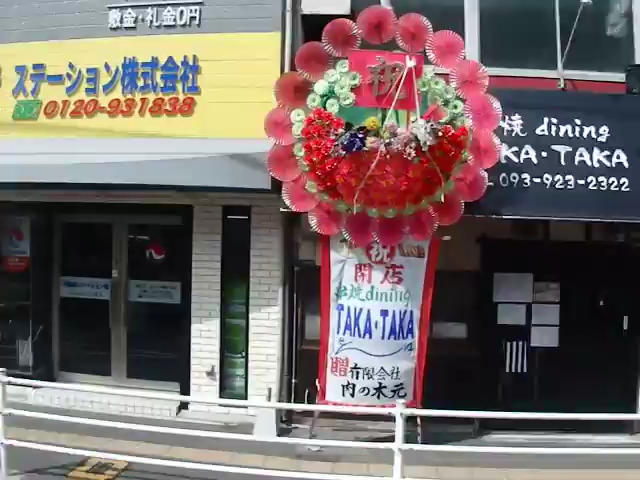 敷金・礼金0円
ステーション株式会社
0120-931838
祝
焼 dining
KA・TAKA
093-923-2322
祝
開店
串焼dining
TAKA・TAKA
贈 有限会社
肉の木元